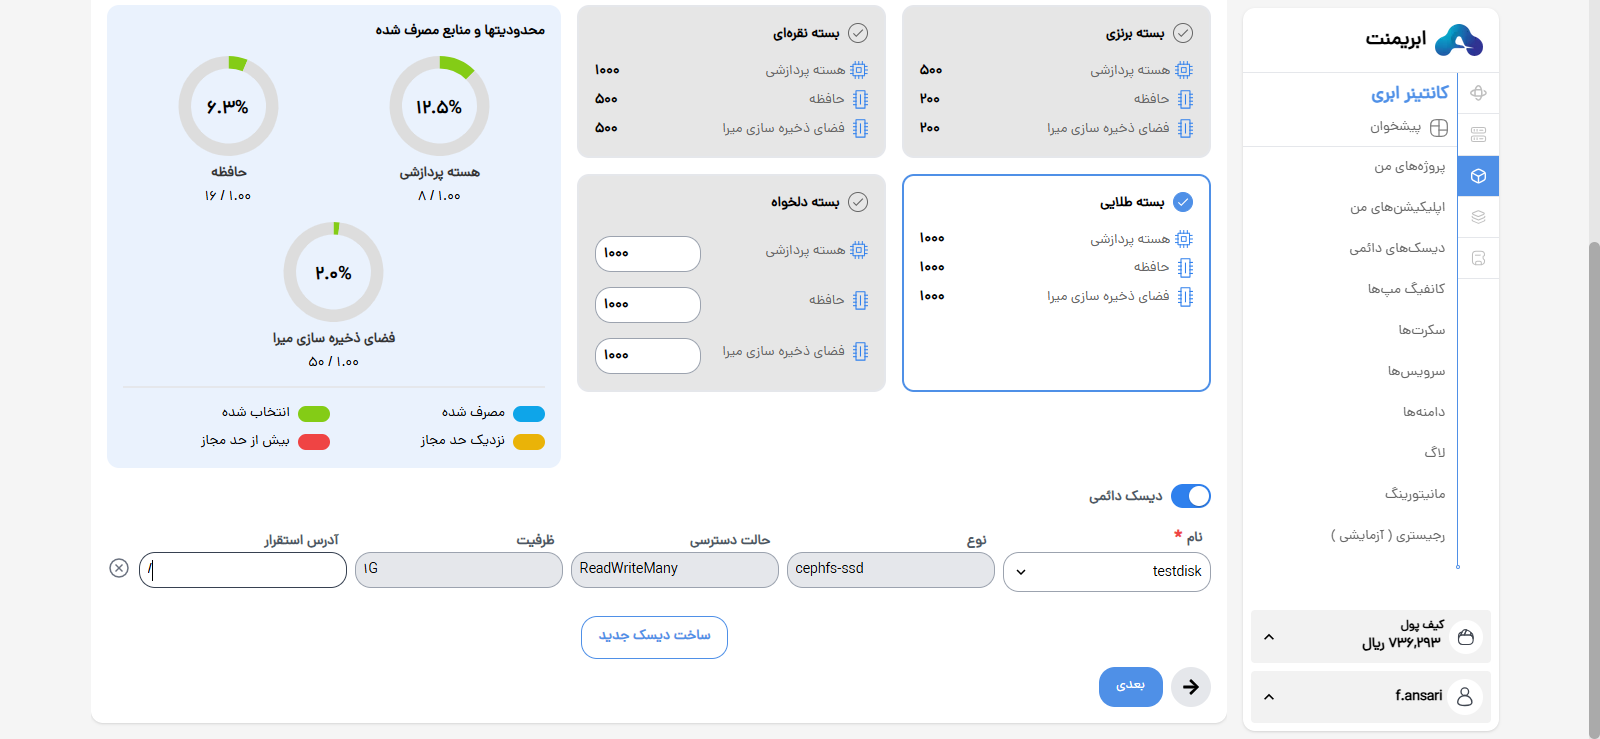 ابریمنت
کانتینر ابری
پیشخوان
پروژه‌های من
اپلیکیشن‌های من
دیسک‌های دائمی
کانفیگ مپ‌ها
سکرت‌ها
سرویس‌ها
دامنه‌ها
لاگ
مانیتورینگ
رجیستری ( آزمایشی )
کیف پول
۷۳۶,۲۹۳ ریال
f.ansari
بسته برنزی
هسته پردازشی ۵۰۰
حافظه ۲۰۰
فضای ذخیره سازی میرا ۲۰۰
بسته نقره‌ای
هسته پردازشی ۱۰۰۰
حافظه ۵۰۰
فضای ذخیره سازی میرا ۵۰۰
بسته طلایی
هسته پردازشی ۱۰۰۰
حافظه ۱۰۰۰
فضای ذخیره سازی میرا ۱۰۰۰
بسته دلخواه
هسته پردازشی ۱۰۰۰
حافظه ۱۰۰۰
فضای ذخیره سازی میرا ۱۰۰۰
محدودیتها و منابع مصرف شده
۱۲.۵%
هسته پردازشی
۸ / ۱.۰۰
۶.۳%
حافظه
۱۶ / ۱.۰۰
۲.۰%
فضای ذخیره سازی میرا
۵۰ / ۱.۰۰
مصرف شده
انتخاب شده
نزدیک حد مجاز
بیش از حد مجاز
دیسک دائمی
نام *
testdisk
نوع
cephfs-ssd
حالت دسترسی
ReadWriteMany
ظرفیت
۱G
آدرس استقرار
/
ساخت دیسک جدید
بعدی